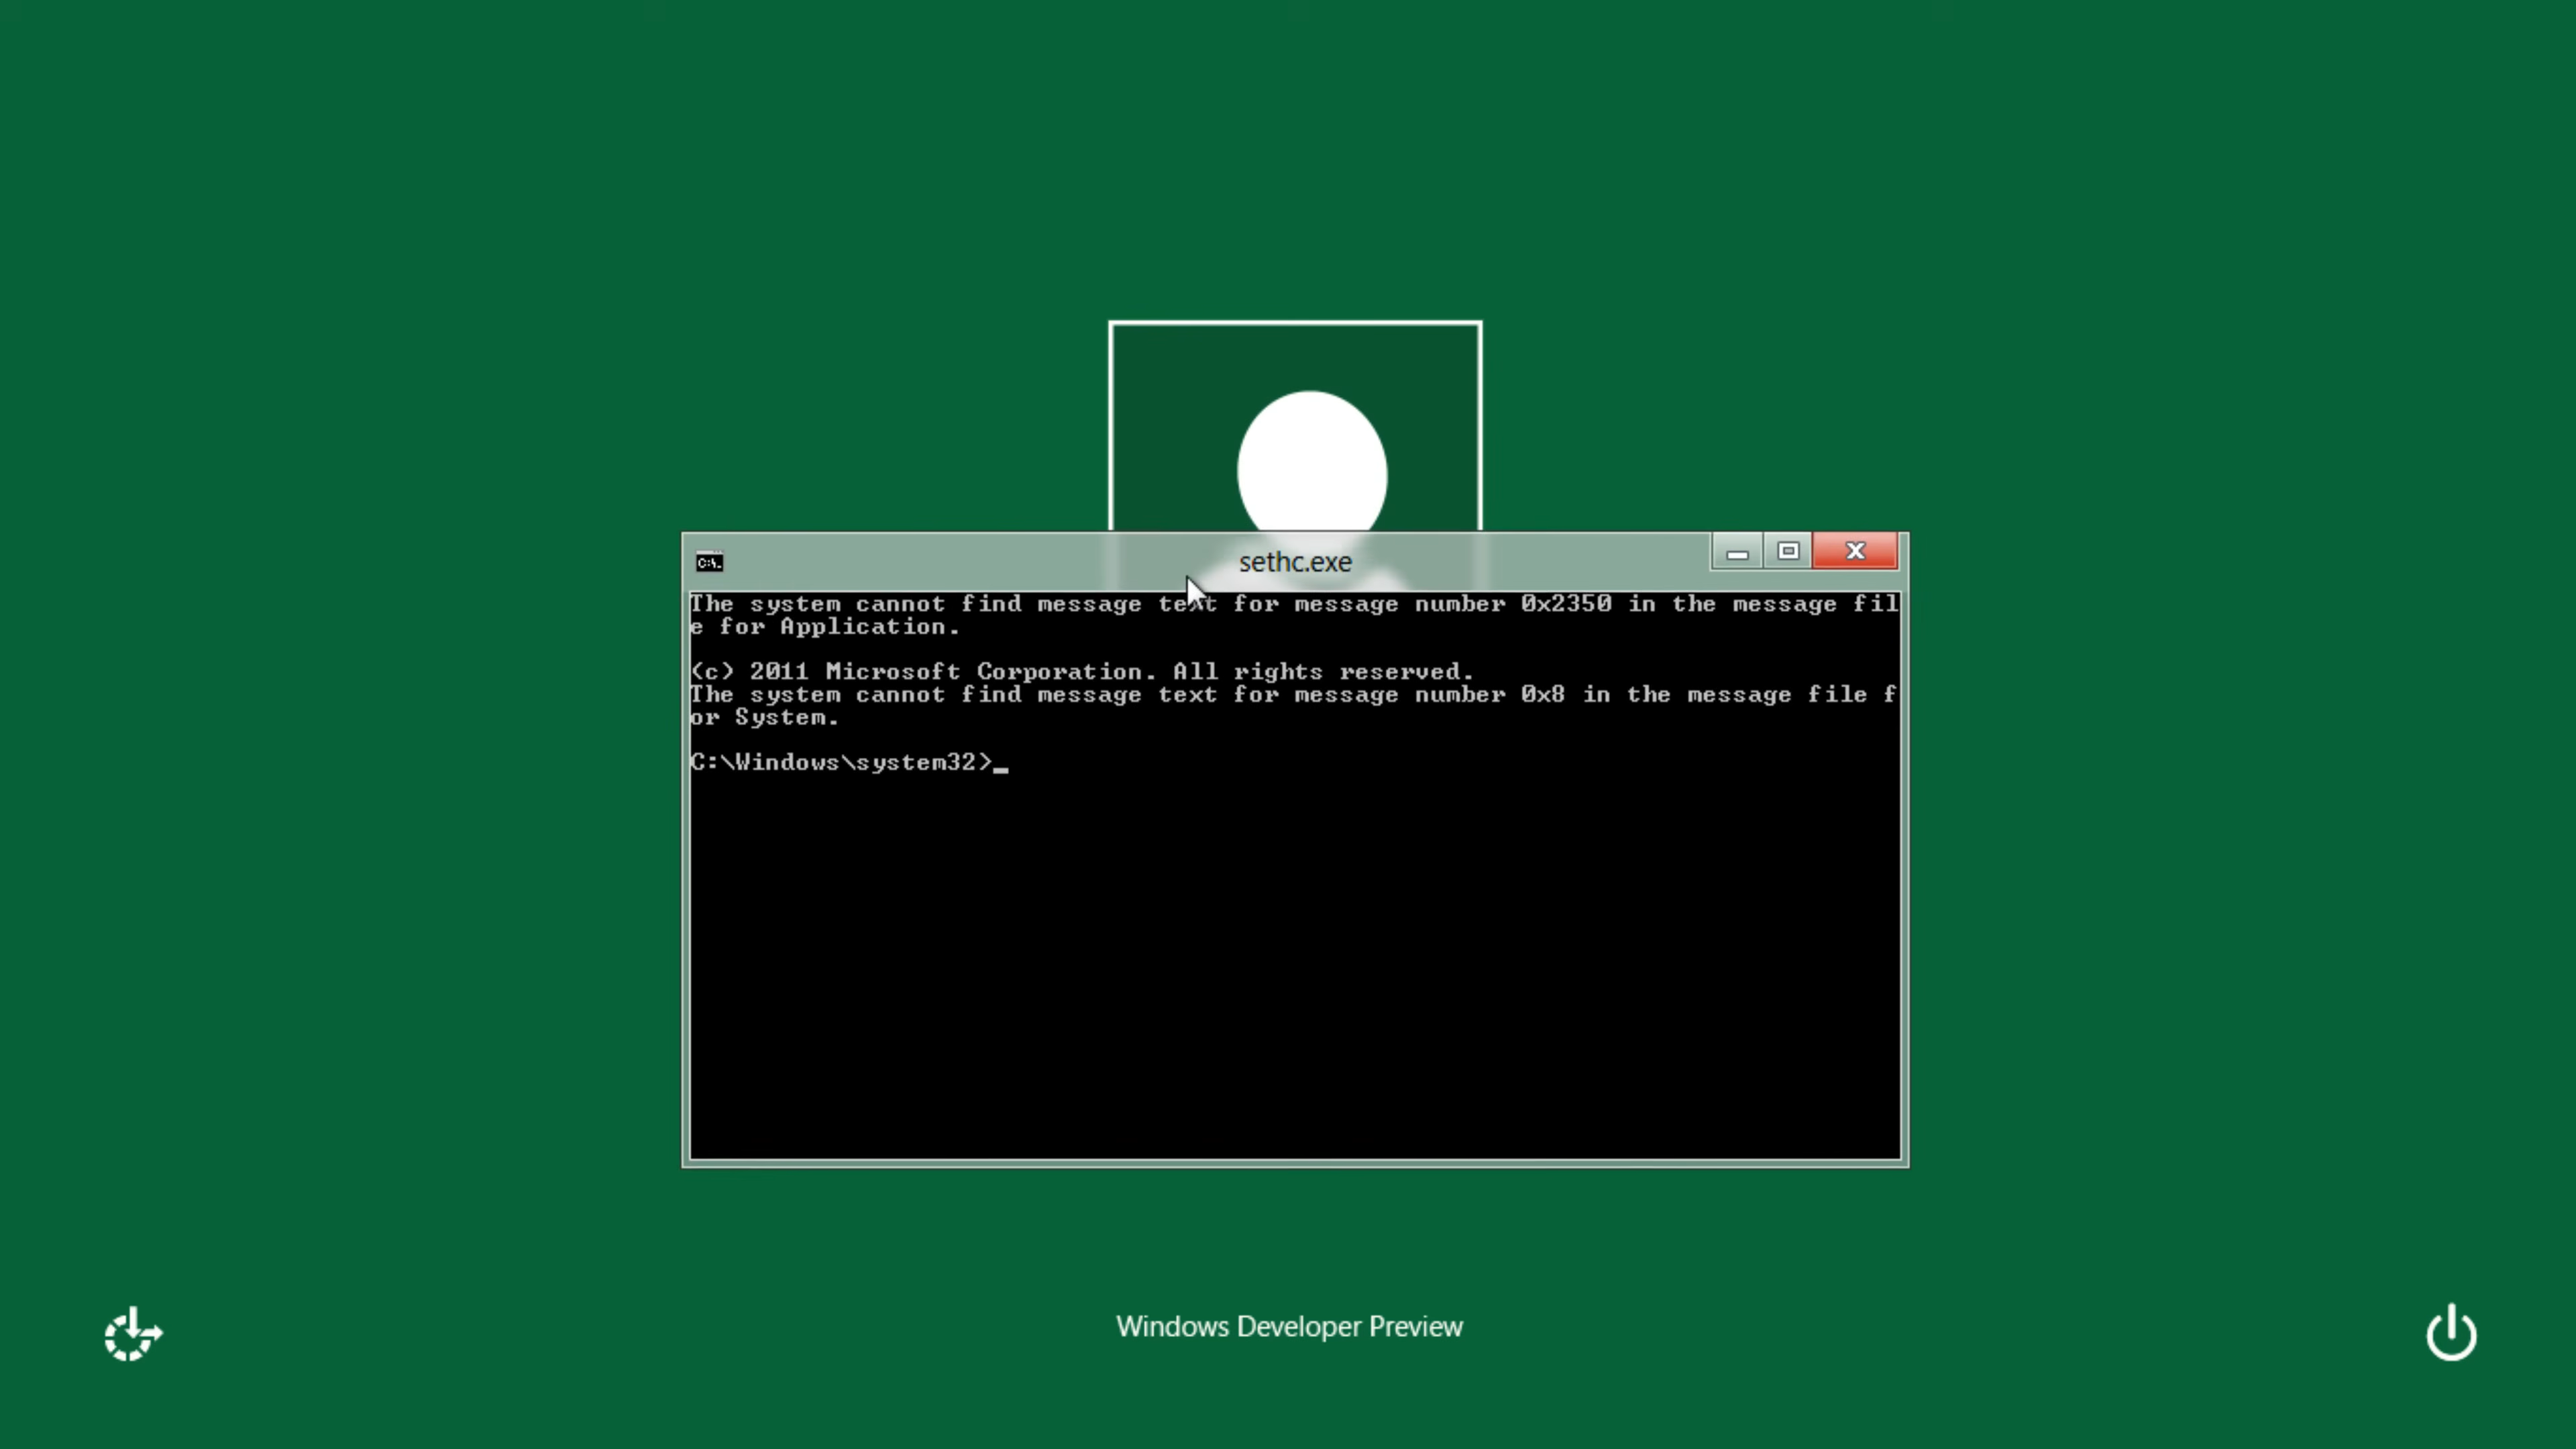 sethc.exe
The system cannot find message text for message number 0x2350 in the message fil
e for Application.
(c) 2011 Microsoft Corporation. All rights reserved.
The system cannot find message text for message number 0x8 in the message file f
or System.
C:\Windows\system32>_
Windows Developer Preview